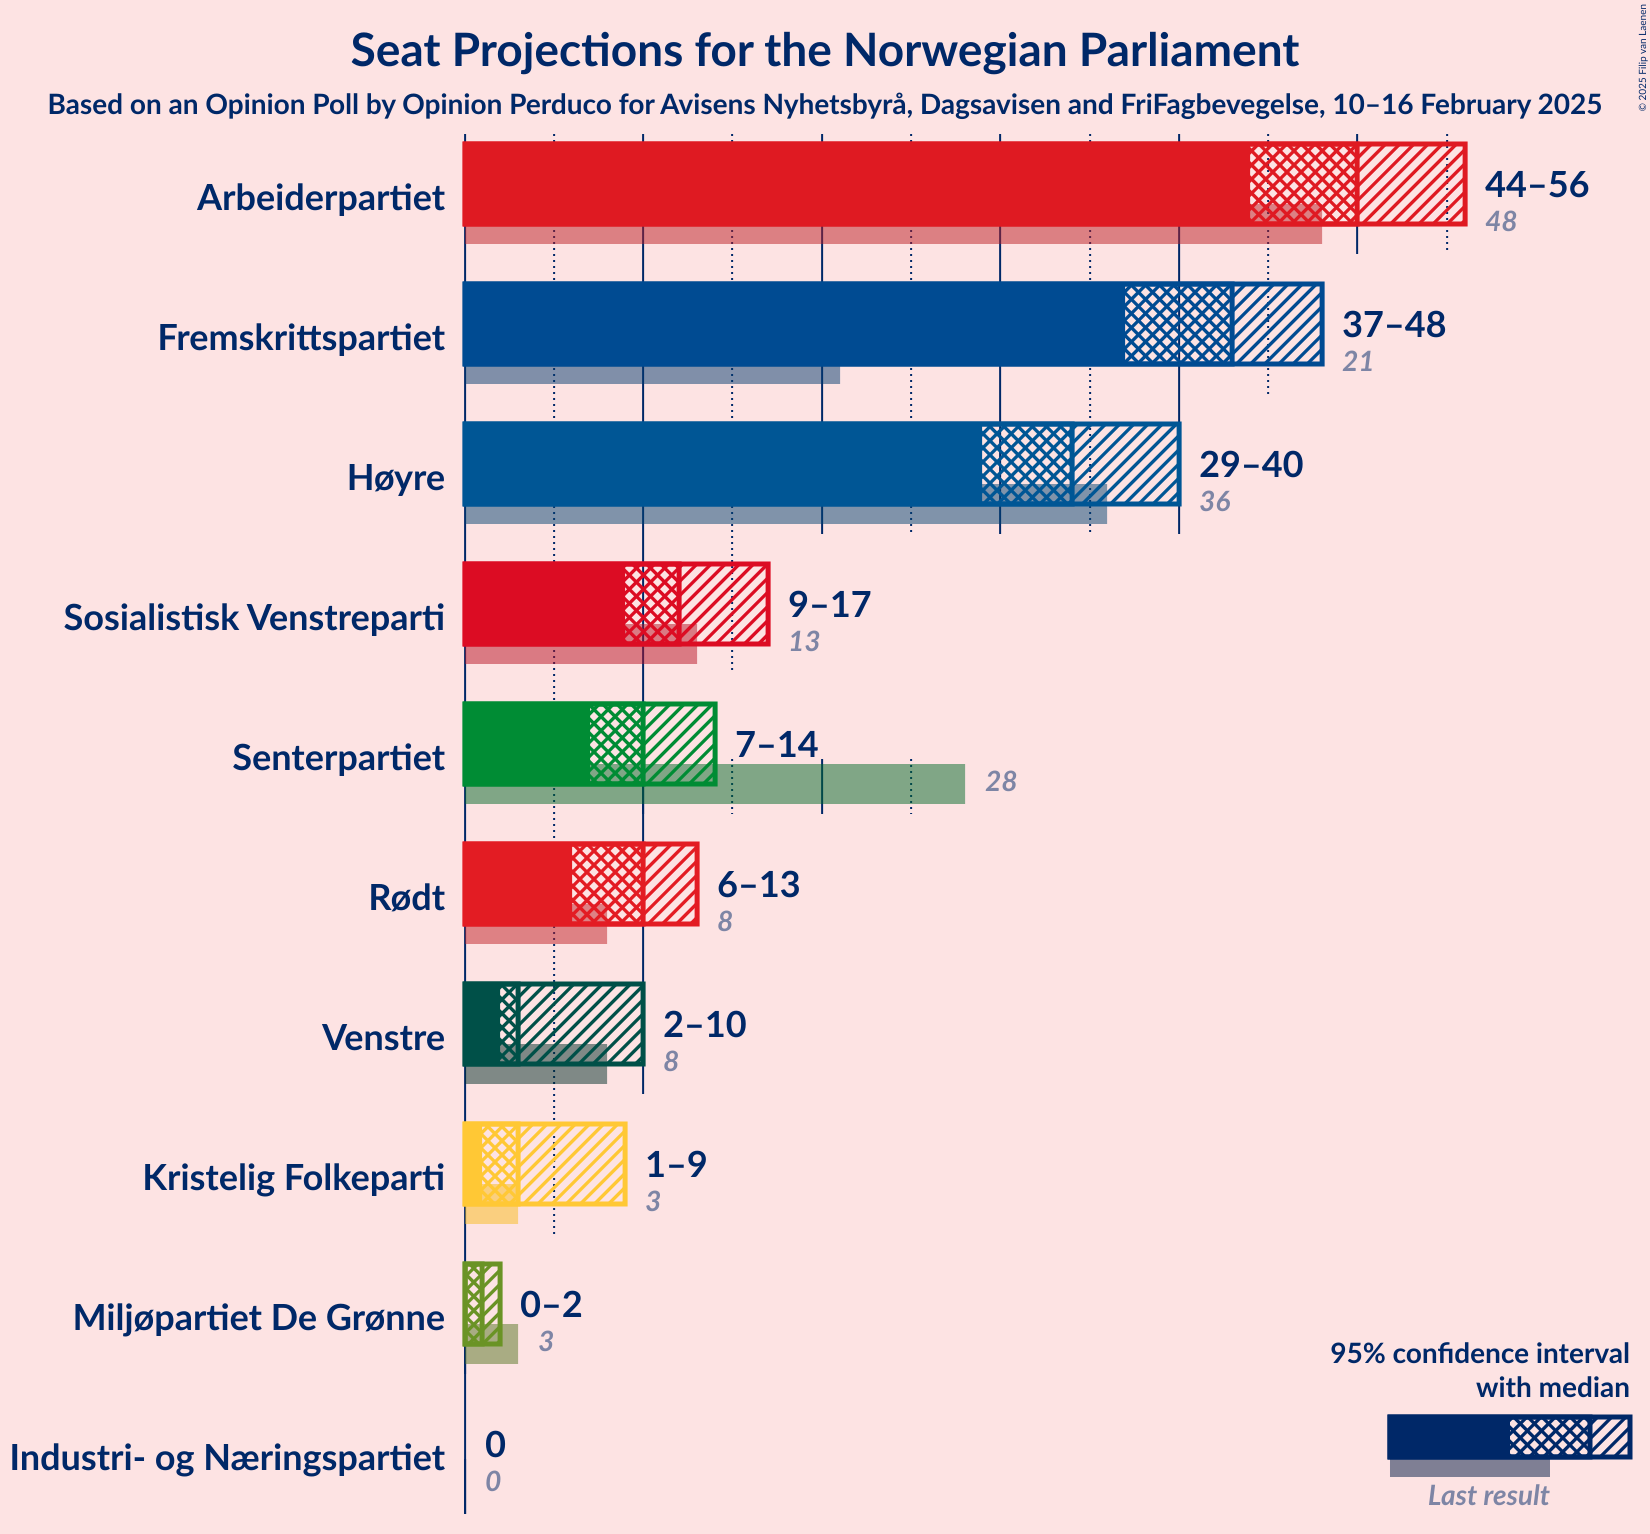 Seat Projections for the Norwegian Parliament
Based on an Opinion Poll by Opinion Perduco for Avisens Nyhetsbyrå, Dagsavisen and FriFagbevegelse, 10–16 February 2025
© 2025 Filip van Laenen
Arbeiderpartiet
44–56
48
Fremskrittspartiet
37–48
21
Høyre
29–40
36
Sosialistisk Venstreparti
9–17
13
Senterpartiet
7–14
28
Rødt
6–13
8
Venstre
2–10
8
Kristelig Folkeparti
1–9
3
Miljøpartiet De Grønne
0–2
3
Industri- og Næringspartiet
0
0
95% confidence interval
with median
Last result